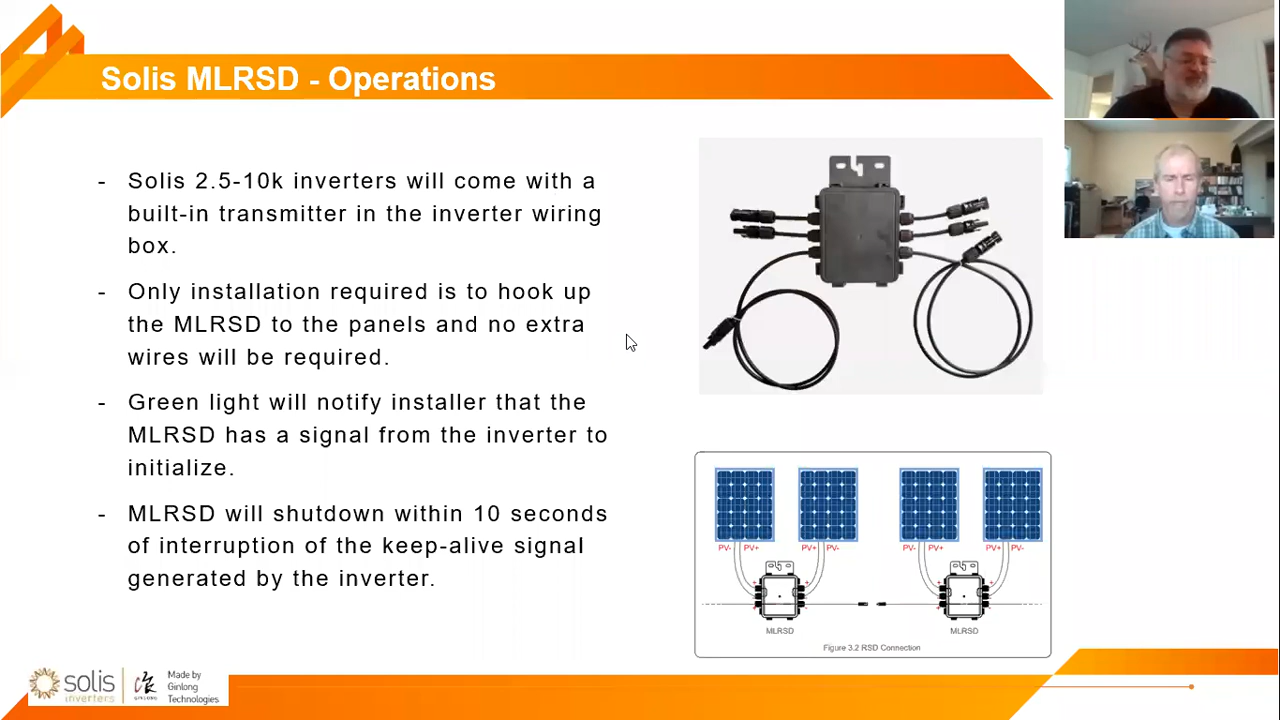 Solis MLRSD - Operations
- Solis 2.5-10k inverters will come with a
built-in transmitter in the inverter wiring
box.
- Only installation required is to hook up
the MLRSD to the panels and no extra
wires will be required.
- Green light will notify installer that the
MLRSD has a signal from the inverter to
initialize.
- MLRSD will shutdown within 10 seconds
of interruption of the keep-alive signal
generated by the inverter.
PV- PV+ PV+ PV- PV- PV+ PV+ PV-
MLRSD MLRSD
Figure 3.2 RSD Connection
solis
inverters
GINLONG
Made by
Ginlong
Technologies